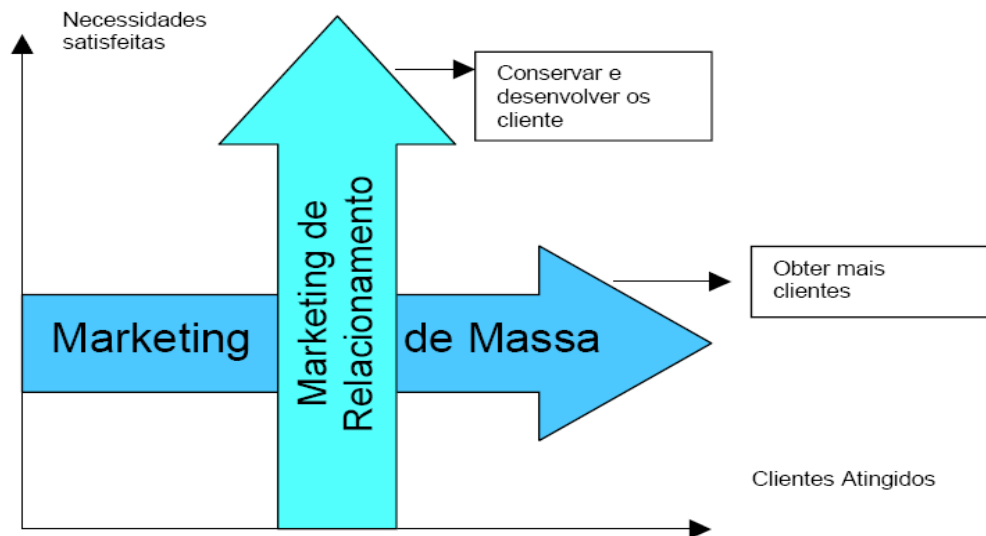 Necessidades
satisfeitas
Conservar e
desenvolver os
cliente
Marketing de
Relacionamento
Marketing de Massa
Obter mais
clientes
Clientes Atingidos